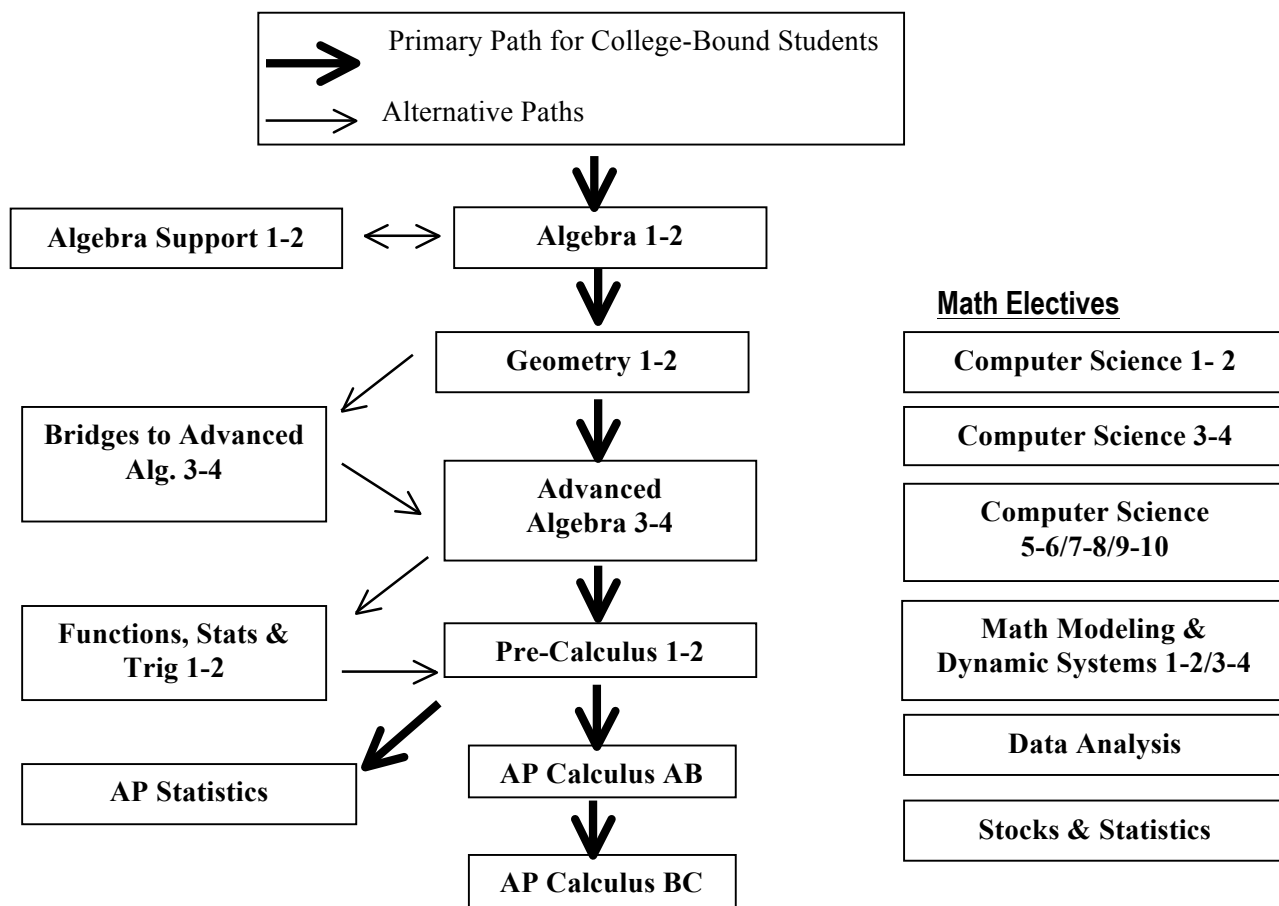 Primary Path for College-Bound Students
Alternative Paths
Algebra Support 1-2
Algebra 1-2
Geometry 1-2
Bridges to Advanced
Alg. 3-4
Advanced
Algebra 3-4
Functions, Stats &
Trig 1-2
Pre-Calculus 1-2
AP Statistics
AP Calculus AB
AP Calculus BC
Math Electives
Computer Science 1- 2
Computer Science 3-4
Computer Science
5-6/7-8/9-10
Math Modeling &
Dynamic Systems 1-2/3-4
Data Analysis
Stocks & Statistics